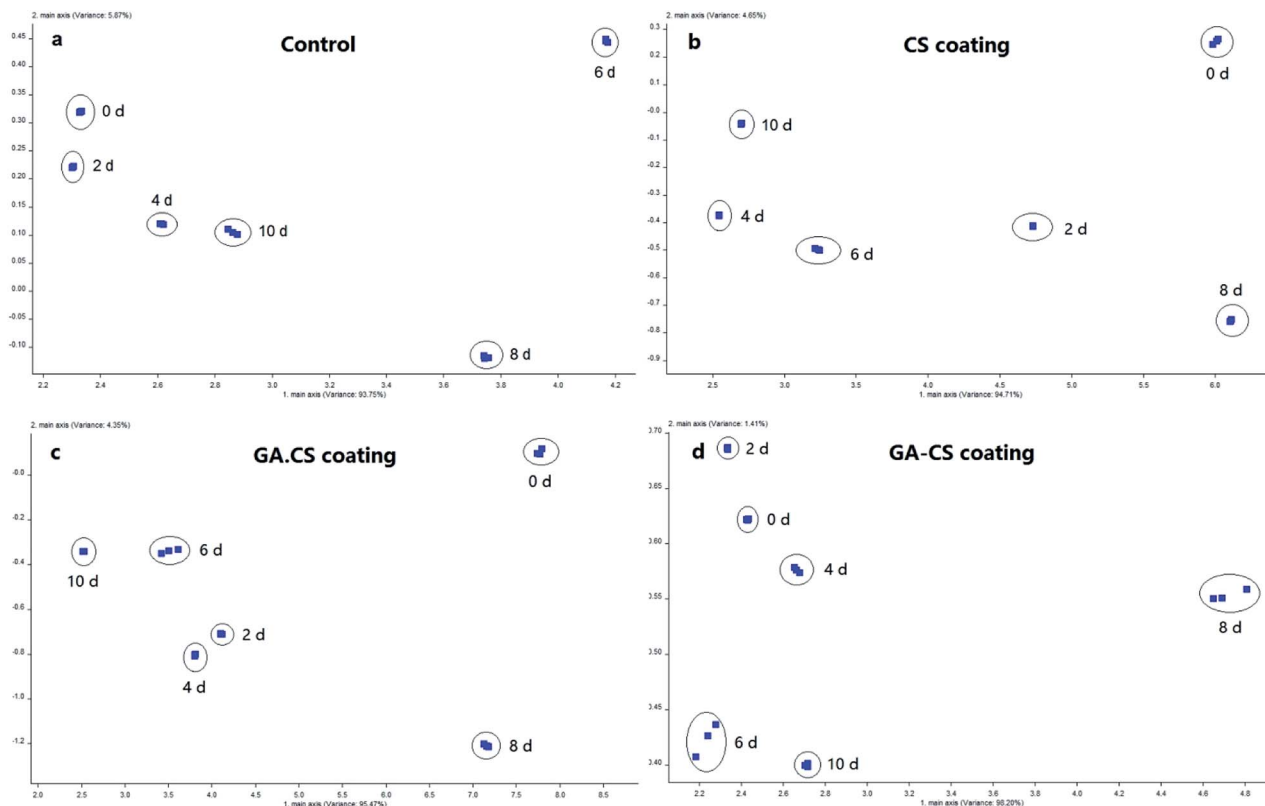 2. main axis (Variance: 5.87%)
a
Control
0.45
0.40
0.35
0.30
0.25
0.20
0.15
0.10
0.05
0.00
-0.05
-0.10
6 d
0 d
2 d
4 d
10 d
8 d
2.2 2.4 2.6 2.8 3.0 3.2 3.4 3.6 3.8 4.0 4.2
1. main axis (Variance: 93.75%)
2. main axis (Variance: 4.65%)
b
CS coating
0.3
0.2
0.1
-0.0
-0.1
-0.2
-0.3
-0.4
-0.5
-0.6
-0.7
-0.8
-0.9
0 d
10 d
4 d
2 d
6 d
8 d
2.5 3.0 3.5 4.0 4.5 5.0 5.5 6.0
1. main axis (Variance: 94.71%)
2. main axis (Variance: 4.35%)
c
GA.CS coating
-0.0
-0.2
-0.4
-0.6
-0.8
-1.0
-1.2
0 d
6 d
10 d
2 d
4 d
8 d
2.0 2.5 3.0 3.5 4.0 4.5 5.0 5.5 6.0 6.5 7.0 7.5 8.0 8.5
1. main axis (Variance: 95.47%)
2. main axis (Variance: 1.41%)
d
GA-CS coating
0.70
0.65
0.60
0.55
0.50
0.45
0.40
2 d
0 d
4 d
8 d
6 d
10 d
2.2 2.4 2.6 2.8 3.0 3.2 3.4 3.6 3.8 4.0 4.2 4.4 4.6 4.8
1. main axis (Variance: 98.20%)